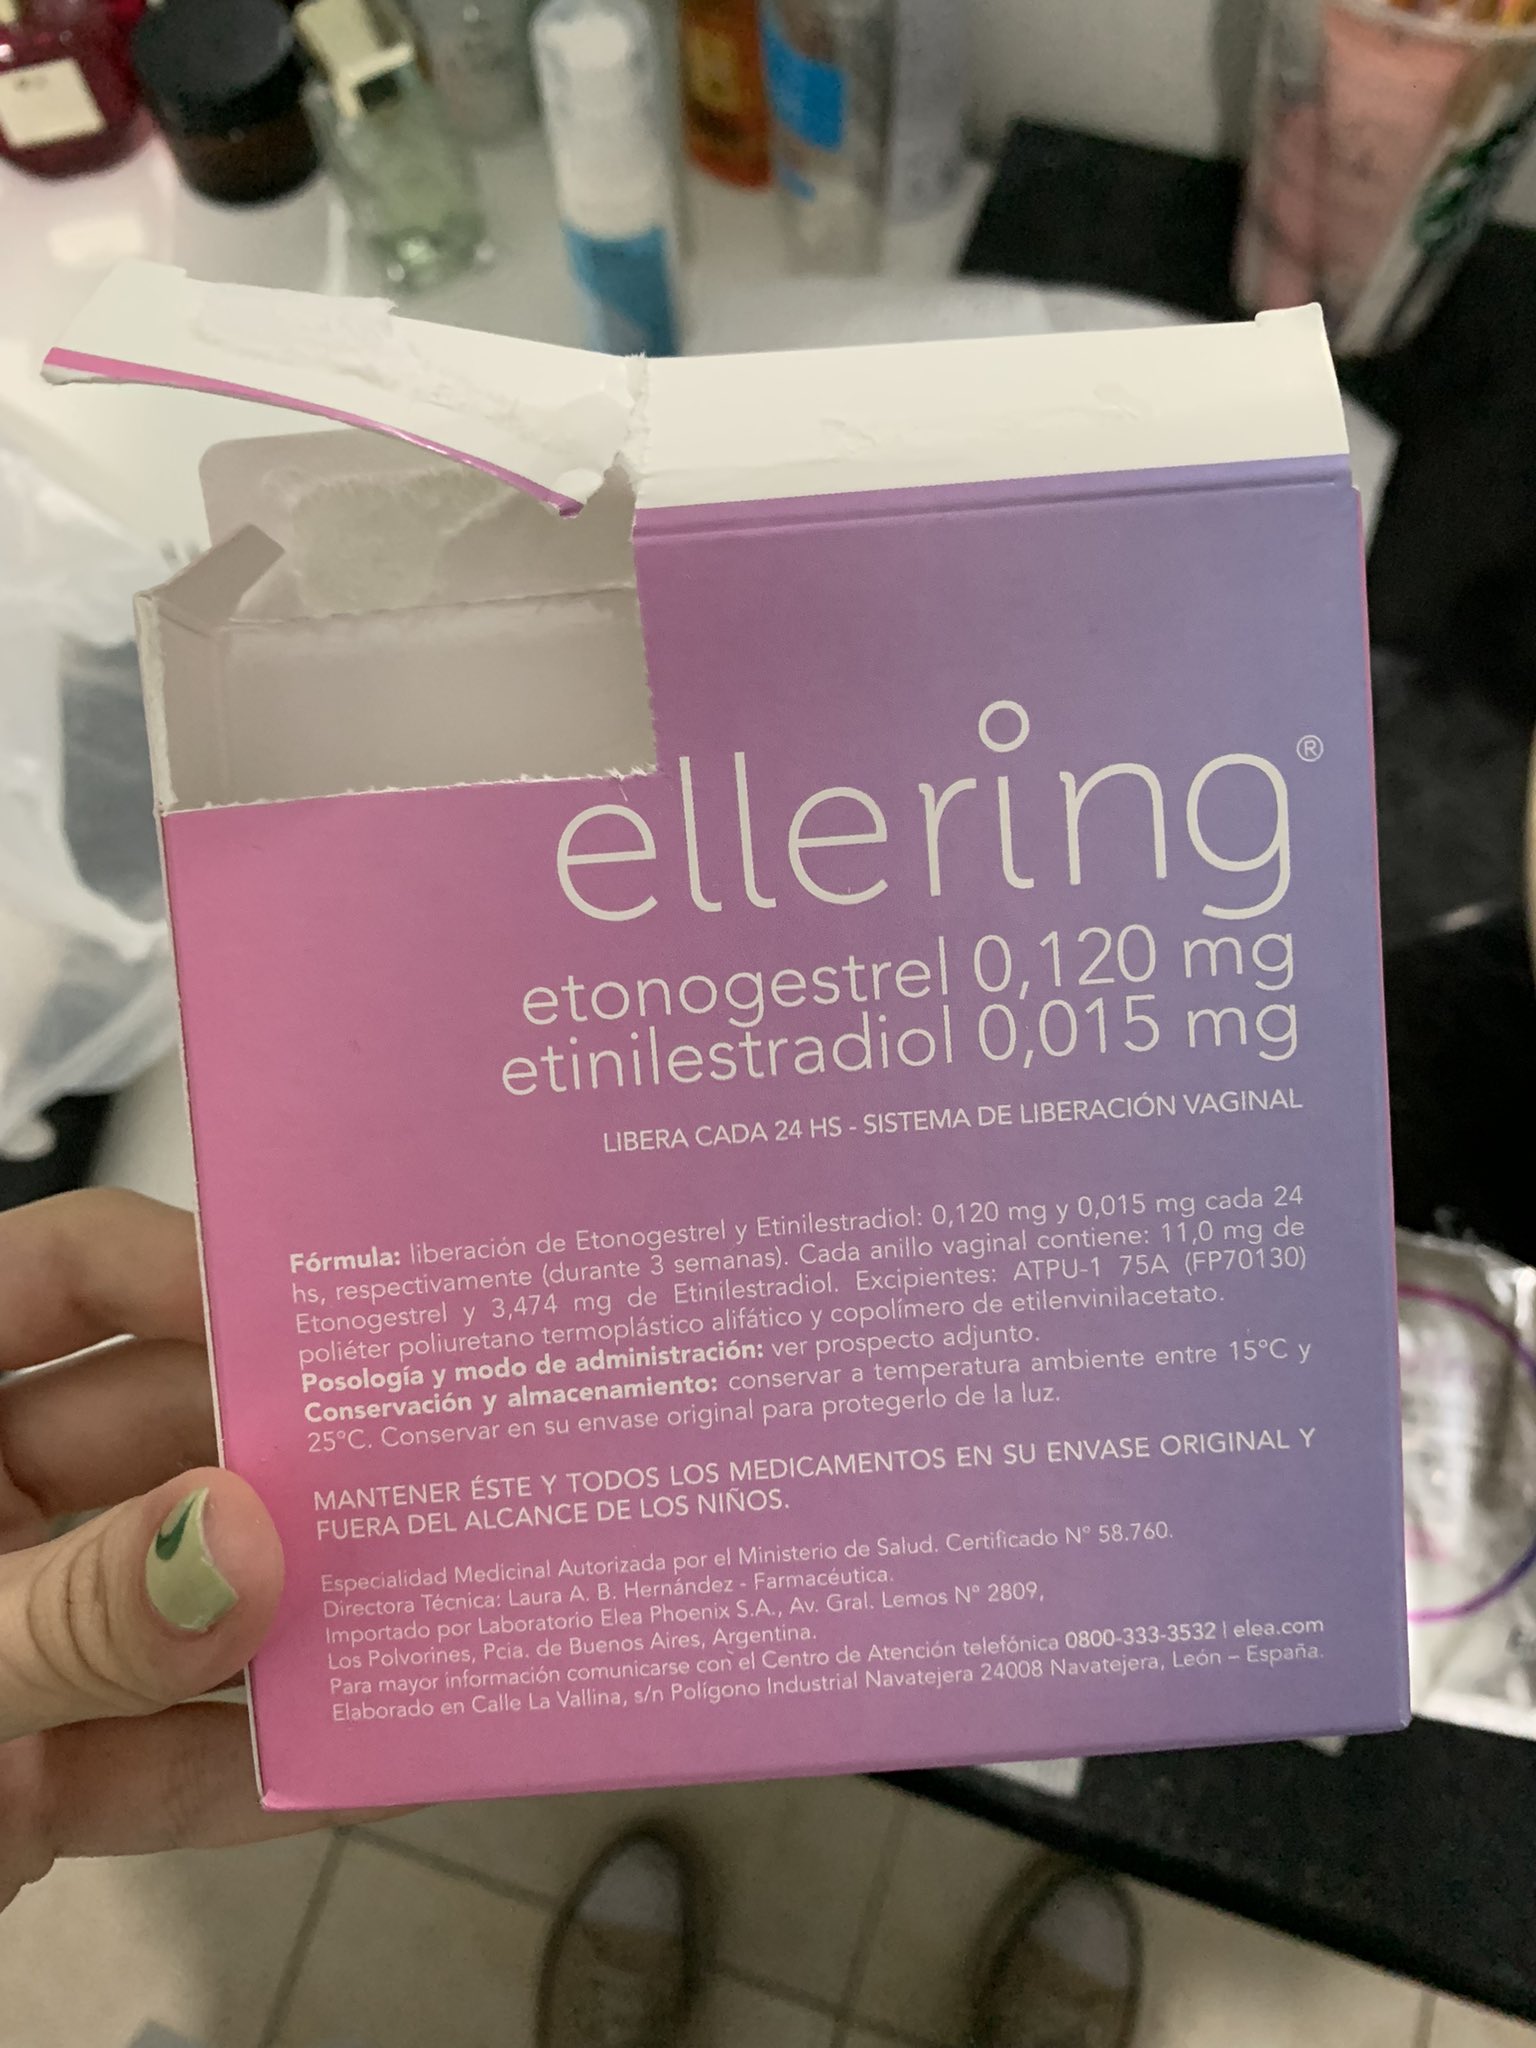 ellering®
etonogestrel 0,120 mg
etinilestradiol 0,015 mg
LIBERA CADA 24 HS - SISTEMA DE LIBERACIÓN VAGINAL
Fórmula: liberación de Etonogestrel y Etinilestradiol: 0,120 mg y 0,015 mg cada 24
hs, respectivamente (durante 3 semanas). Cada anillo vaginal contiene: 11,0 mg de
Etonogestrel y 3,474 mg de Etinilestradiol. Excipientes: ATPU-1 75A (FP70130)
poliéter poliuretano termoplástico alifático y copolímero de etilenvinilacetato.
Posología y modo de administración: ver prospecto adjunto.
Conservación y almacenamiento: conservar a temperatura ambiente entre 15°C y
25°C. Conservar en su envase original para protegerlo de la luz.
MANTENER ÉSTE Y TODOS LOS MEDICAMENTOS EN SU ENVASE ORIGINAL Y
FUERA DEL ALCANCE DE LOS NIÑOS.
Especialidad Medicinal Autorizada por el Ministerio de Salud. Certificado N° 58.760.
Directora Técnica: Laura A. B. Hernández - Farmacéutica.
Importado por Laboratorio Elea Phoenix S.A., Av. Gral. Lemos N° 2809,
Los Polvorines, Pcia. de Buenos Aires, Argentina.
Para mayor información comunicarse con el Centro de Atención telefónica 0800-333-3532 | elea.com
Elaborado en Calle La Vallina, s/n Polígono Industrial Navatejera 24008 Navatejera, León – España.